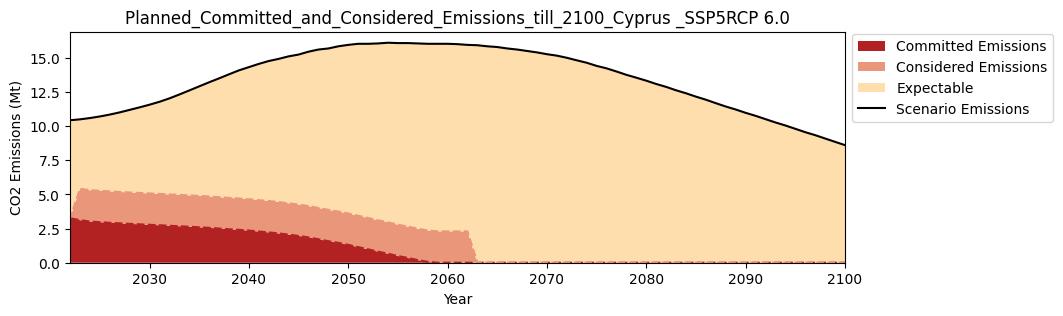 Planned_Committed_and_Considered_Emissions_till_2100_Cyprus _SSP5RCP 6.0
CO2 Emissions (Mt)
15.0
12.5
10.0
7.5
5.0
2.5
0.0
2030 2040 2050 2060 2070 2080 2090 2100
Year
Committed Emissions
Considered Emissions
Expectable
Scenario Emissions